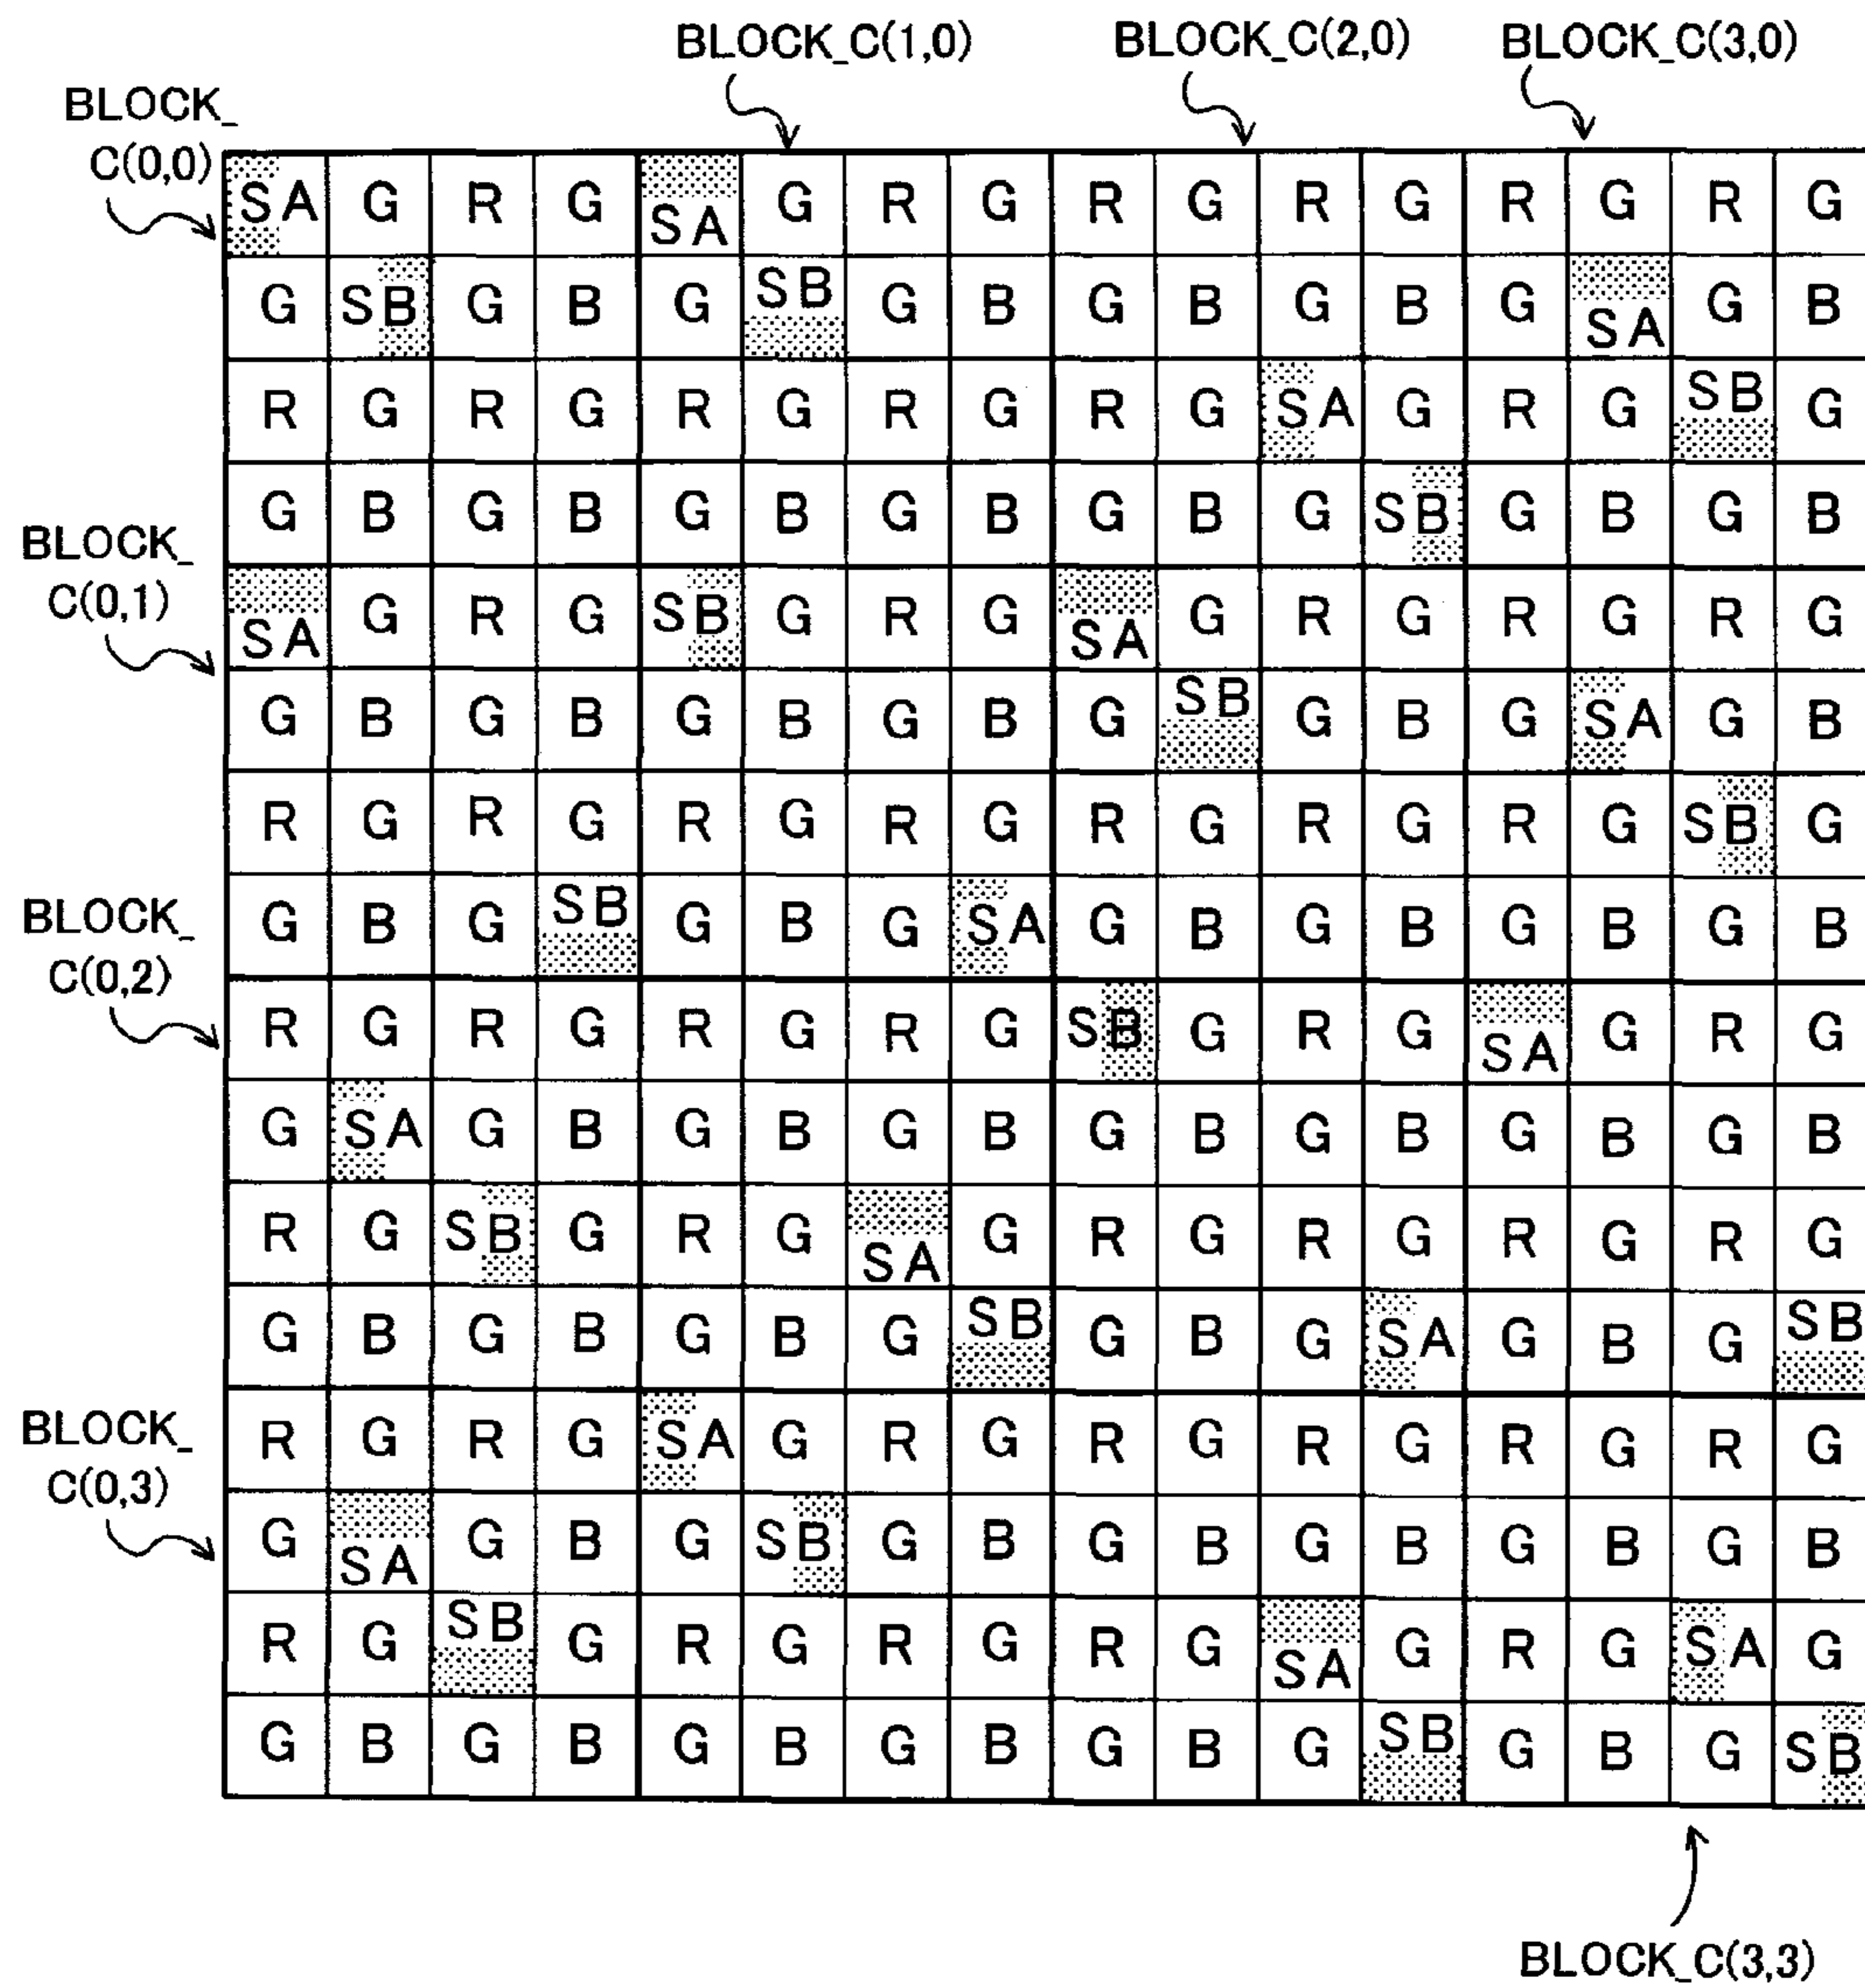 BLOCK_C(1,0) BLOCK_C(2,0) BLOCK_C(3,0)
BLOCK_
C(0,0)
SA G R G SA G R G R G R G R G R G
G SB G B G SB G B G B G B G SA G B
R G R G R G R G R G SA G R G SB G
G B G B G B G B G B G SB G B G B
BLOCK_
C(0,1)
SA G R G SB G R G SA G R G R G R G
G B G B G B G B G SB G B G SA G B
R G R G R G R G R G R G R G SB G
G B G SB G B G SA G B G B G B G B
BLOCK_
C(0,2)
R G R G R G R G SB G R G SA G R G
G SA G B G B G B G B G B G B G B
R G SB G R G SA G R G R G R G R G
G B G B G B G SB G B G SA G B G SB
BLOCK_
C(0,3)
R G R G SA G R G R G R G R G R G
G SA G B G SB G B G B G B G B G B
R G SB G R G R G R G SA G R G SA G
G B G B G B G B G B G SB G B G SB
BLOCK_C(3,3)